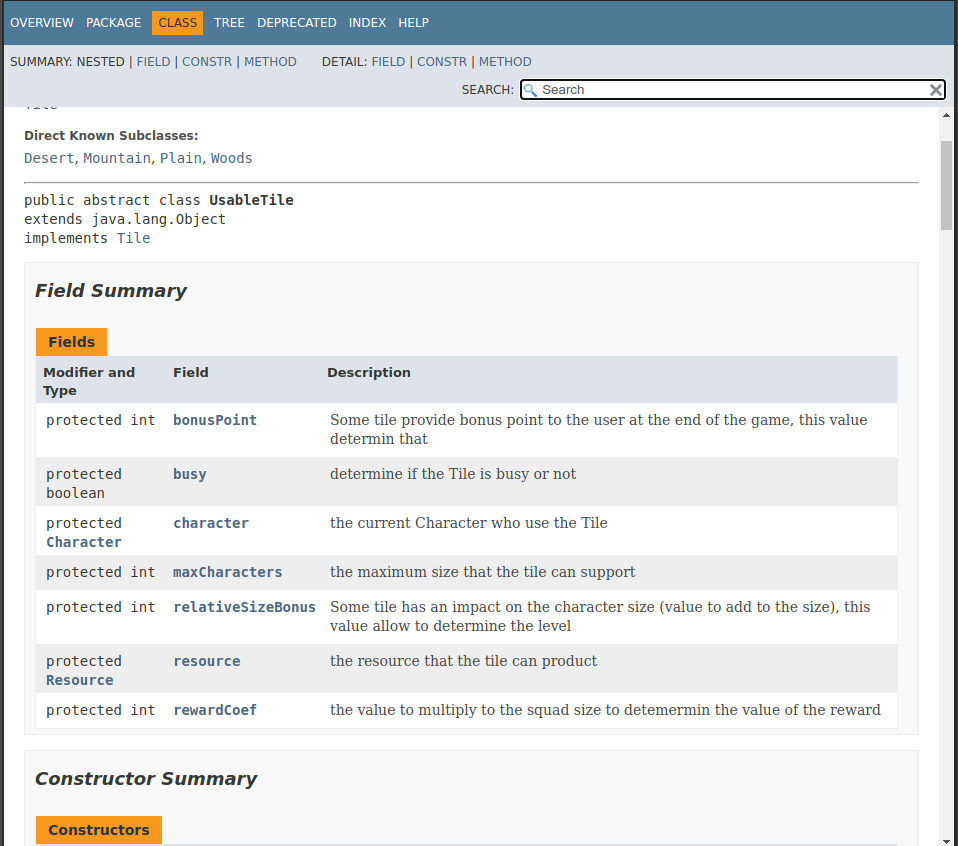 OVERVIEW PACKAGE CLASS TREE DEPRECATED INDEX HELP
SUMMARY: NESTED | FIELD | CONSTR | METHOD DETAIL: FIELD | CONSTR | METHOD
SEARCH: Search
Tile
Direct Known Subclasses:
Desert, Mountain, Plain, Woods
public abstract class UsableTile
extends java.lang.Object
implements Tile
Field Summary
Fields
Modifier and
Type
Field
Description
protected int bonusPoint Some tile provide bonus point to the user at the end of the game, this value
determin that
protected busy determine if the Tile is busy or not
boolean
protected character the current Character who use the Tile
Character
protected int maxCharacters the maximum size that the tile can support
protected int relativeSizeBonus Some tile has an impact on the character size (value to add to the size), this
value allow to determine the level
protected resource the resource that the tile can product
Resource
protected int rewardCoef the value to multiply to the squad size to detemermin the value of the reward
Constructor Summary
Constructors